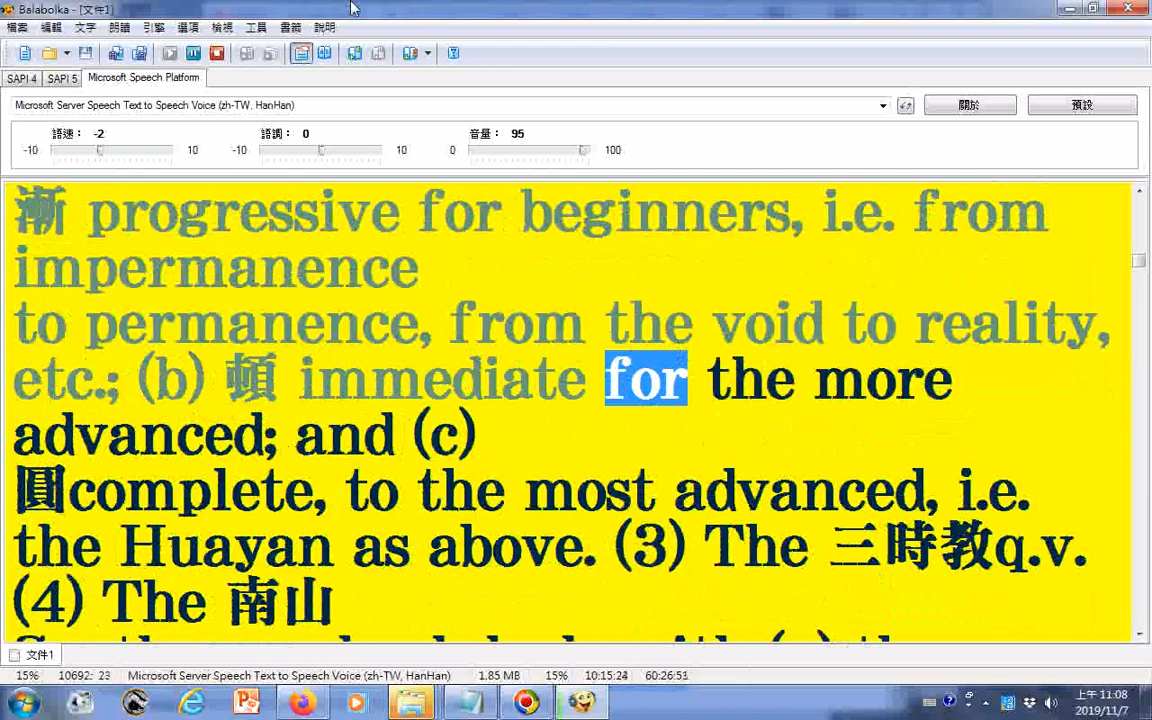 Balabolka - [文件1]
檔案 編輯 文字 朗讀 引擎 選項 檢視 工具 書籤 說明
SAPI 4 SAPI 5 Microsoft Speech Platform
Microsoft Server Speech Text to Speech Voice (zh-TW, HanHan) 關於 預設
語速： -2 語調： 0 音量： 95
-10 10 -10 10 0 100
漸 progressive for beginners, i.e. from
impermanence
to permanence, from the void to reality,
etc.; (b) 頓 immediate for the more
advanced; and (c)
圓complete, to the most advanced, i.e.
the Huayan as above. (3) The 三時教q.v.
(4) The 南山
文件1
15% 10692: 23 Microsoft Server Speech Text to Speech Voice (zh-TW, HanHan) 1.85 MB 15% 10:15:24 60:26:51
上午 11:08
2019/11/7